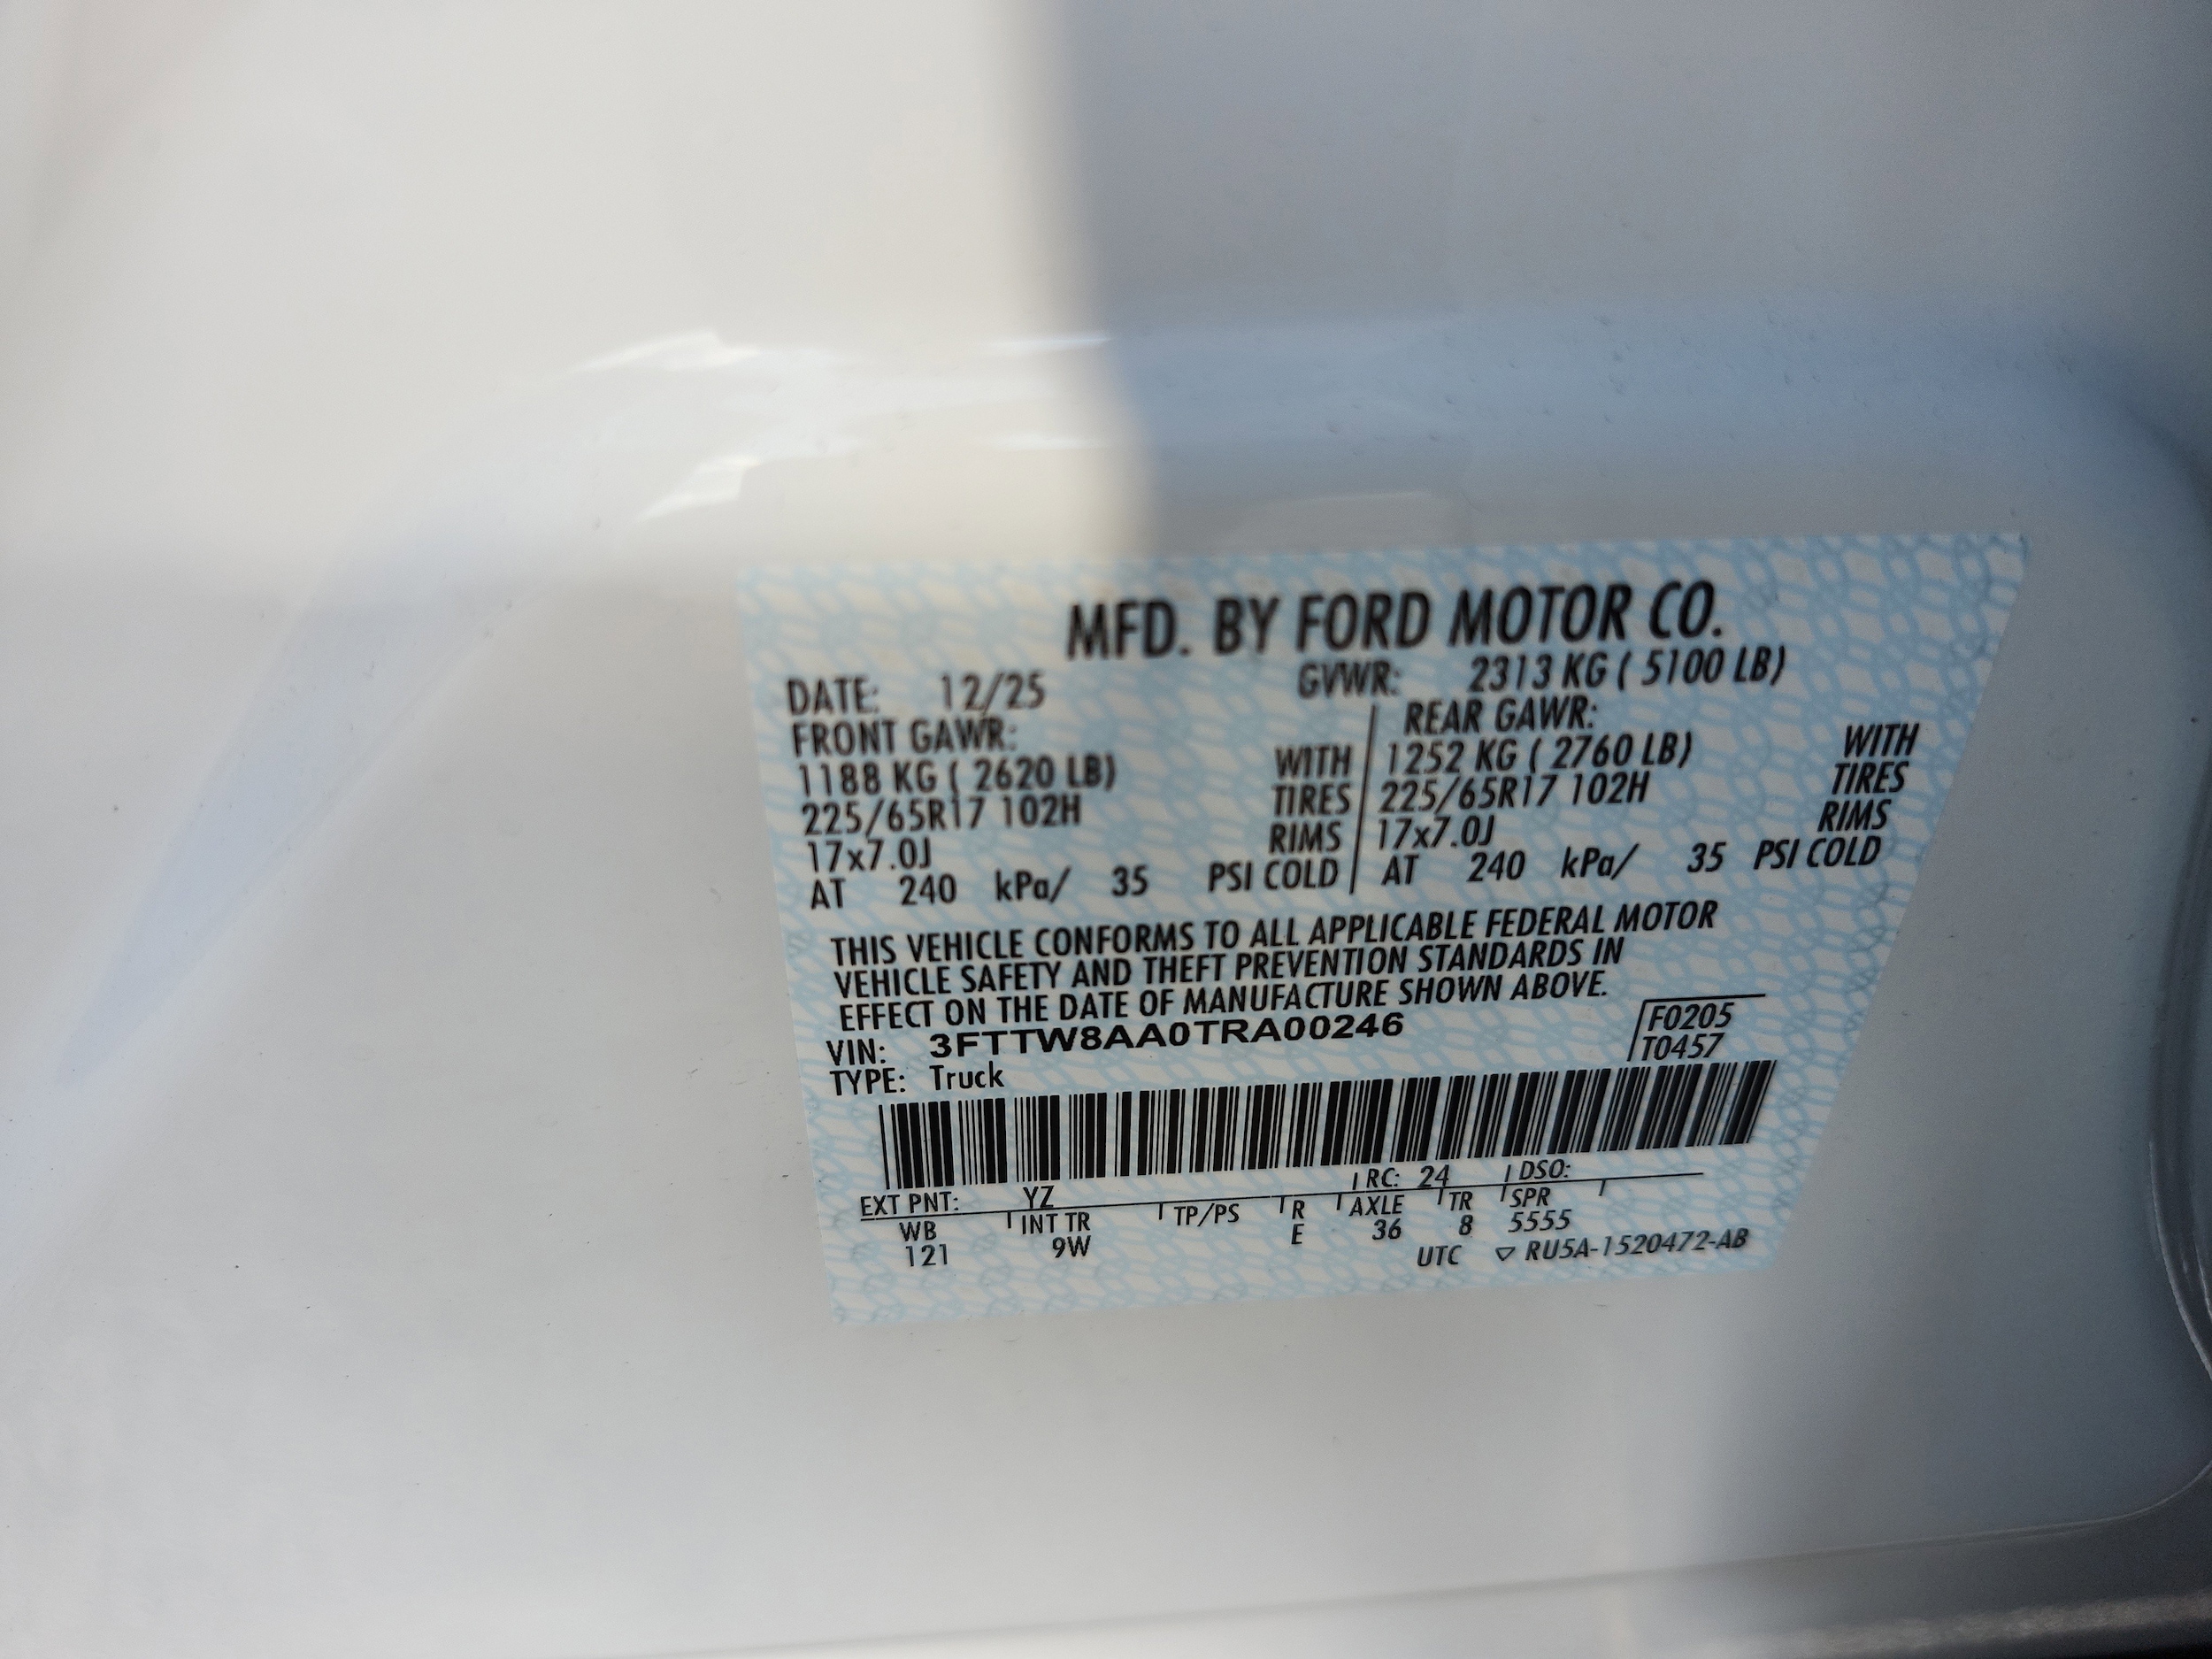 MFD. BY FORD MOTOR CO.
DATE: 12/25 GVWR: 2313 KG ( 5100 LB)
FRONT GAWR: REAR GAWR:
1188 KG ( 2620 LB) WITH 1252 KG ( 2760 LB) WITH
225/65R17 102H TIRES 225/65R17 102H TIRES
17x7.0J RIMS 17x7.0J RIMS
AT 240 kPa/ 35 PSI COLD AT 240 kPa/ 35 PSI COLD
THIS VEHICLE CONFORMS TO ALL APPLICABLE FEDERAL MOTOR
VEHICLE SAFETY AND THEFT PREVENTION STANDARDS IN
EFFECT ON THE DATE OF MANUFACTURE SHOWN ABOVE.
VIN: 3FTTW8AA0TRA00246 F0205
TYPE: Truck T0457
EXT PNT: YZ RC: 24 DSO:
WB INT TR TP/PS R AXLE TR SPR
121 9W E 36 8 5555
UTC ▽ RU5A-1520472-AB